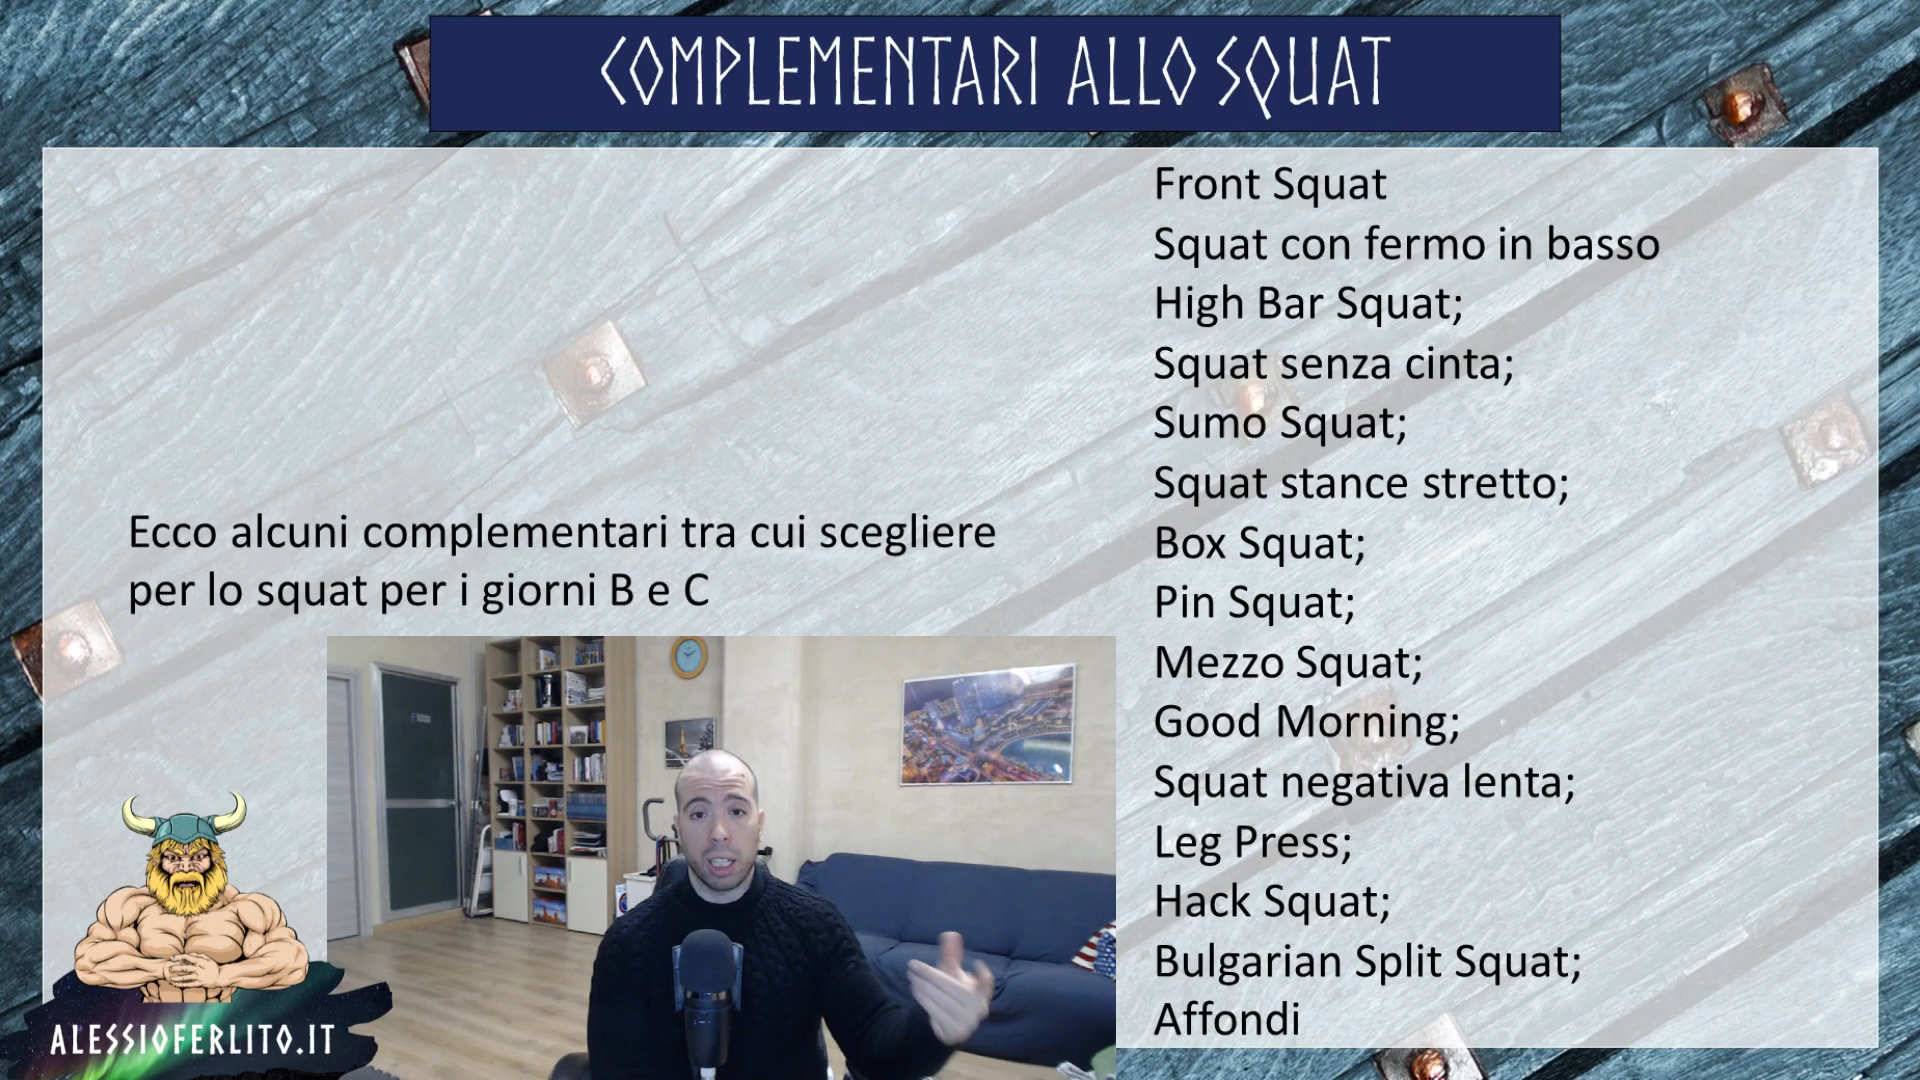 COMPLEMENTARI ALLO SQUAT
Ecco alcuni complementari tra cui scegliere
per lo squat per i giorni B e C
Front Squat
Squat con fermo in basso
High Bar Squat;
Squat senza cinta;
Sumo Squat;
Squat stance stretto;
Box Squat;
Pin Squat;
Mezzo Squat;
Good Morning;
Squat negativa lenta;
Leg Press;
Hack Squat;
Bulgarian Split Squat;
Affondi
ALESSIOFERLITO.IT